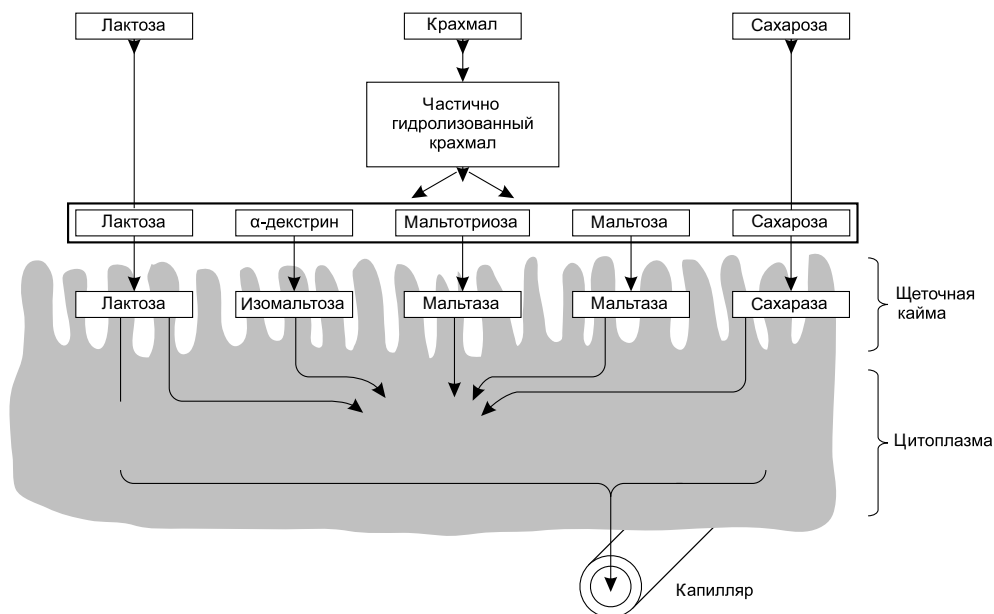 Лактоза
Крахмал
Сахароза
Частично
гидролизованный
крахмал
Лактоза
α-декстрин
Мальтотриоза
Мальтоза
Сахароза
Лактоза
Изомальтоза
Мальтаза
Мальтаза
Сахараза
Щеточная
кайма
Цитоплазма
Капилляр